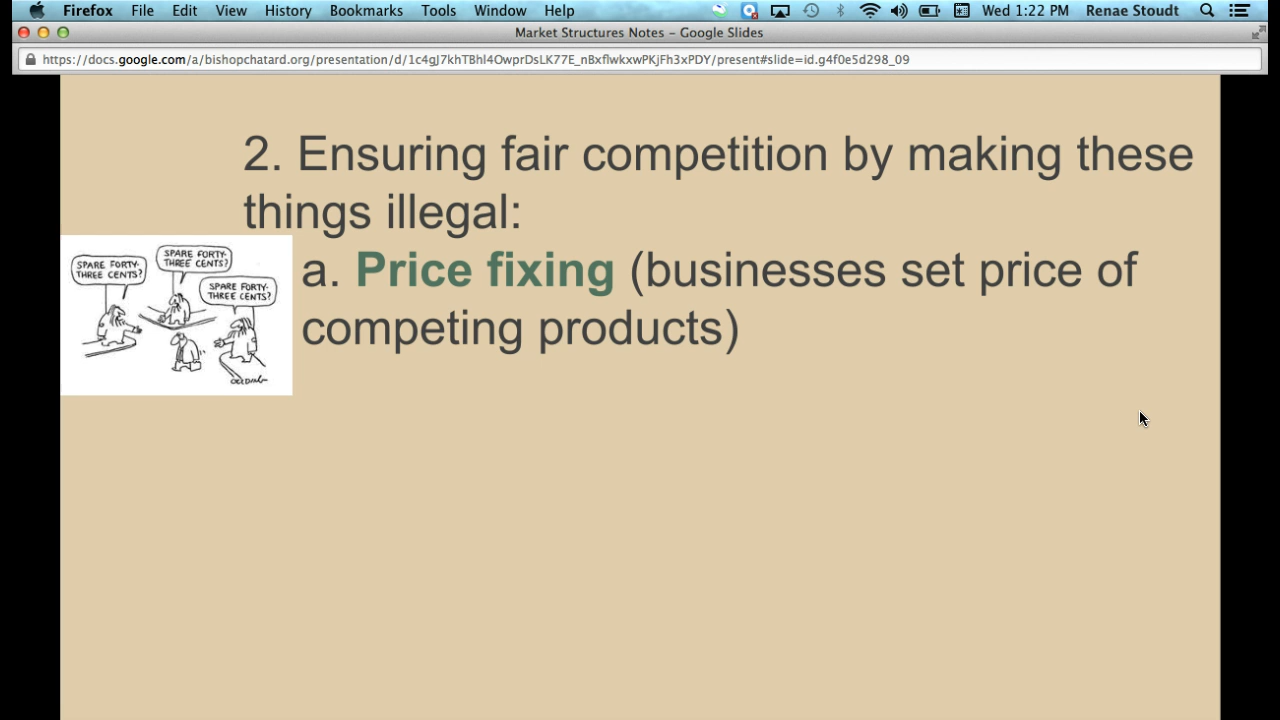 Firefox File Edit View History Bookmarks Tools Window Help Wed 1:22 PM Renae Stoudt
Market Structures Notes – Google Slides
https://docs.google.com/a/bishopchatard.org/presentation/d/1c4gJ7khTBhl4OwprDsLK77E_nBxflwkxwPKjFh3xPDY/present#slide=id.g4f0e5d298_09
2. Ensuring fair competition by making these
things illegal:
a. Price fixing (businesses set price of
competing products)
SPARE FORTY-
THREE CENTS?
SPARE FORTY-
THREE CENTS?
SPARE FORTY-
THREE CENTS?